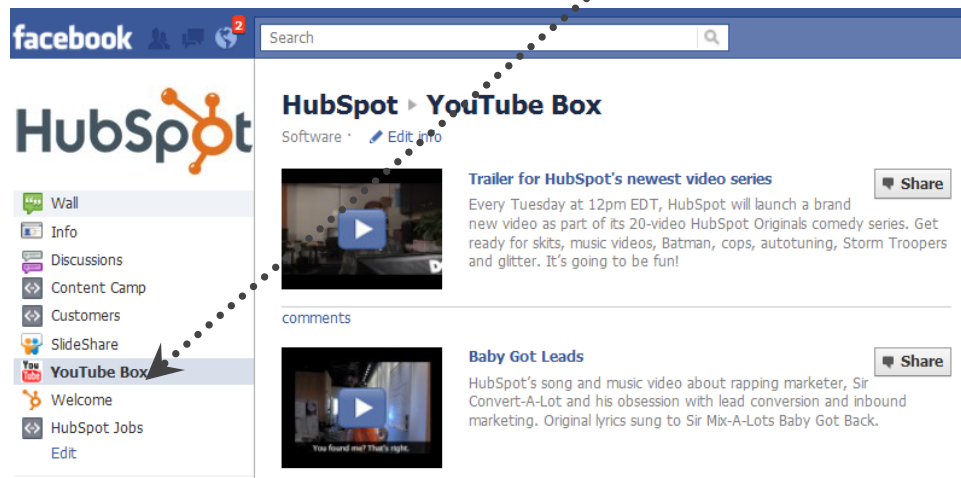 facebook
2
Search
HubSpot
HubSpot ▸ YouTube Box
Software · Edit info
Wall
Info
Discussions
Content Camp
Customers
SlideShare
You
Tube
YouTube Box
Welcome
HubSpot Jobs
Edit
Trailer for HubSpot's newest video series
Share
Every Tuesday at 12pm EDT, HubSpot will launch a brand
new video as part of its 20-video HubSpot Originals comedy series. Get
ready for skits, music videos, Batman, cops, autotuning, Storm Troopers
and glitter. It's going to be fun!
comments
Baby Got Leads
Share
HubSpot's song and music video about rapping marketer, Sir
Convert-A-Lot and his obsession with lead conversion and inbound
marketing. Original lyrics sung to Sir Mix-A-Lots Baby Got Back.
You found me? That's right.